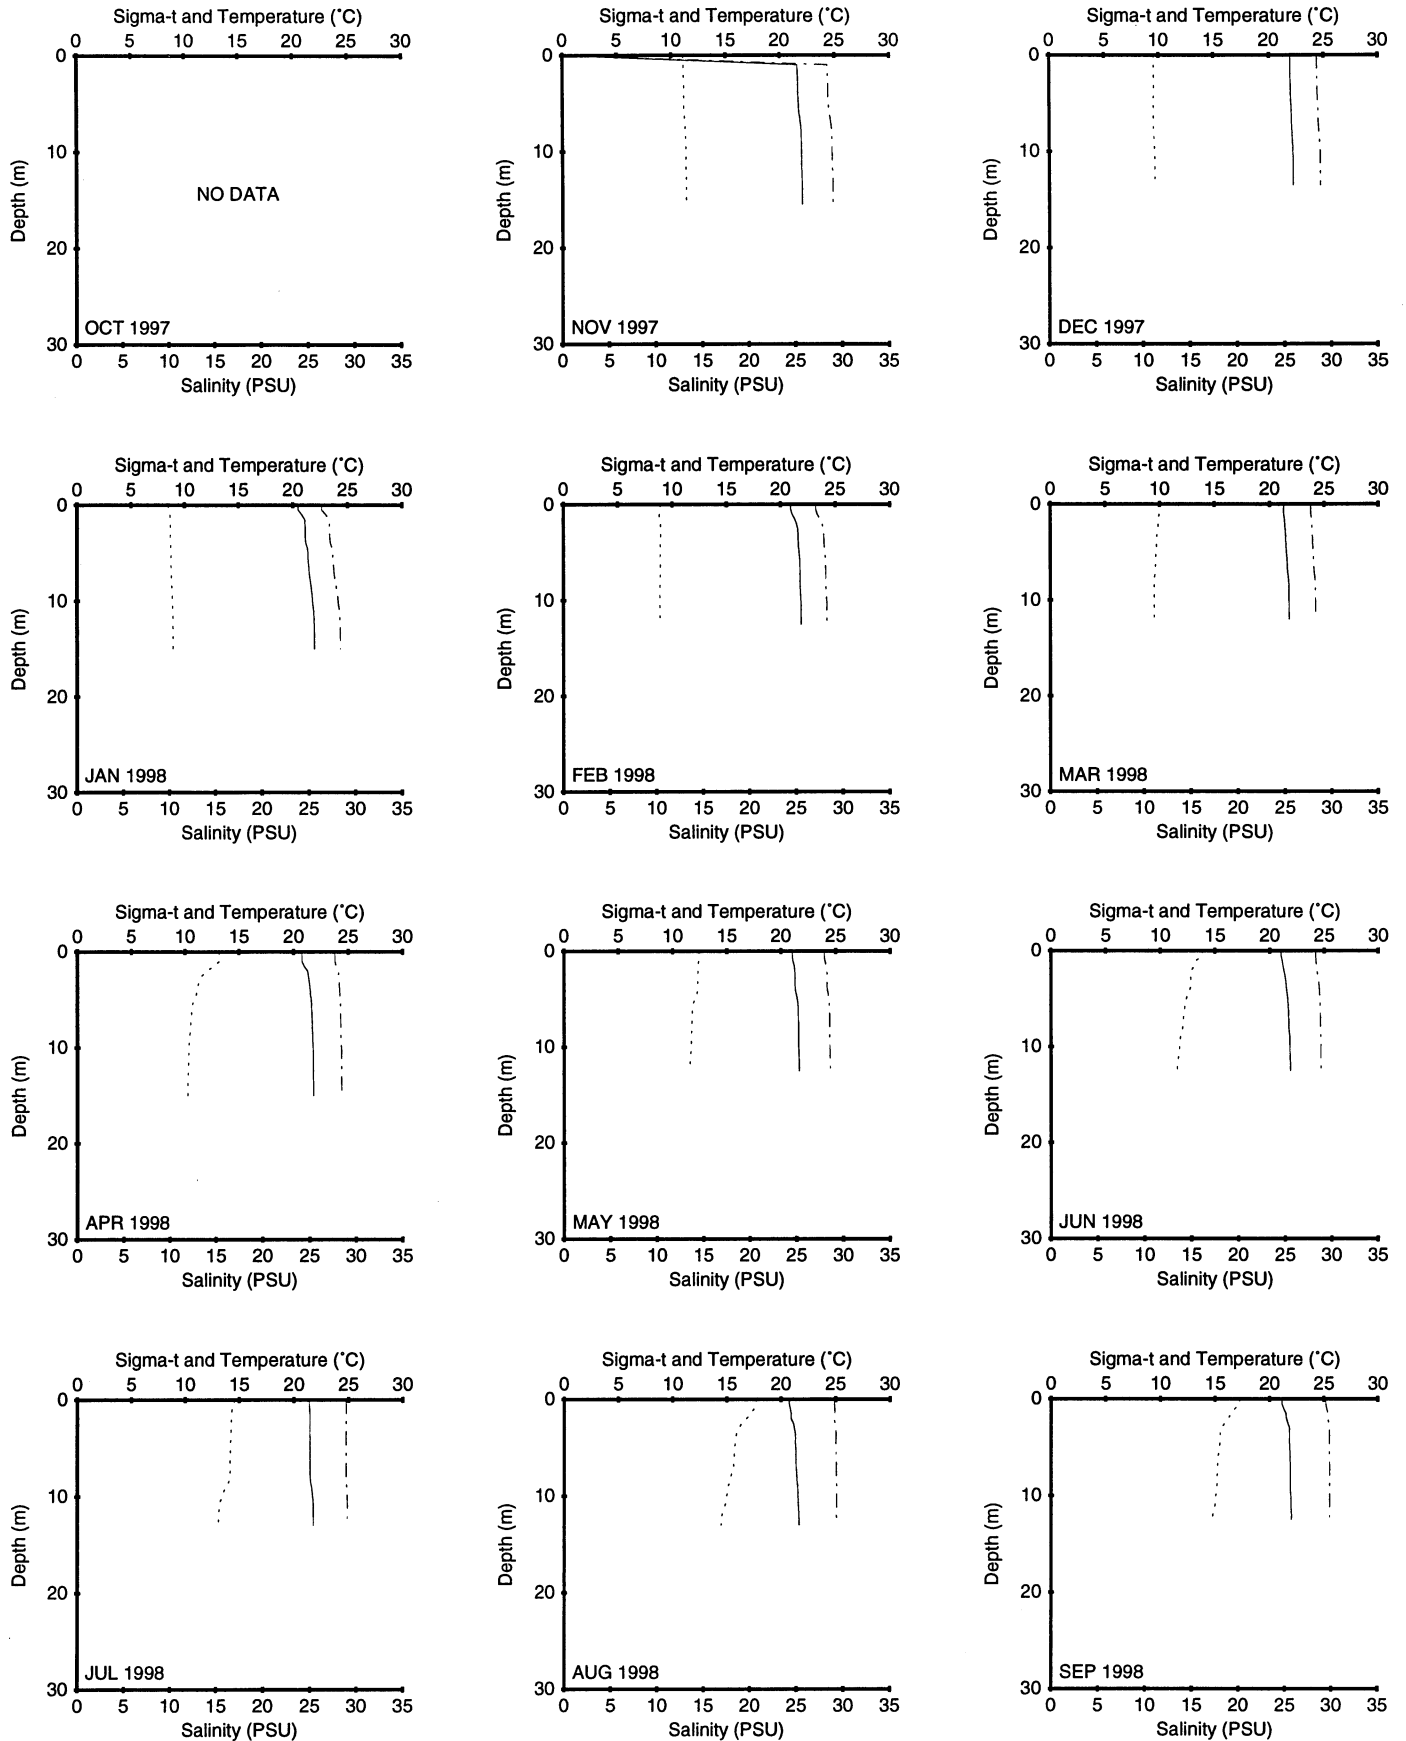 Sigma-t and Temperature (˚C) Sigma-t and Temperature (˚C) Sigma-t and Temperature (˚C)
0 5 10 15 20 25 30 0 5 10 15 20 25 30 0 5 10 15 20 25 30
0 0 0
10 10 10
Depth (m) Depth (m) Depth (m)
NO DATA
20 20 20
OCT 1997 NOV 1997 DEC 1997
30 30 30
0 5 10 15 20 25 30 35 0 5 10 15 20 25 30 35 0 5 10 15 20 25 30 35
Salinity (PSU) Salinity (PSU) Salinity (PSU)
Sigma-t and Temperature (˚C) Sigma-t and Temperature (˚C) Sigma-t and Temperature (˚C)
0 5 10 15 20 25 30 0 5 10 15 20 25 30 0 5 10 15 20 25 30
0 0 0
10 10 10
Depth (m) Depth (m) Depth (m)
20 20 20
JAN 1998 FEB 1998 MAR 1998
30 30 30
0 5 10 15 20 25 30 35 0 5 10 15 20 25 30 35 0 5 10 15 20 25 30 35
Salinity (PSU) Salinity (PSU) Salinity (PSU)
Sigma-t and Temperature (˚C) Sigma-t and Temperature (˚C) Sigma-t and Temperature (˚C)
0 5 10 15 20 25 30 0 5 10 15 20 25 30 0 5 10 15 20 25 30
0 0 0
10 10 10
Depth (m) Depth (m) Depth (m)
20 20 20
APR 1998 MAY 1998 JUN 1998
30 30 30
0 5 10 15 20 25 30 35 0 5 10 15 20 25 30 35 0 5 10 15 20 25 30 35
Salinity (PSU) Salinity (PSU) Salinity (PSU)
Sigma-t and Temperature (˚C) Sigma-t and Temperature (˚C) Sigma-t and Temperature (˚C)
0 5 10 15 20 25 30 0 5 10 15 20 25 30 0 5 10 15 20 25 30
0 0 0
10 10 10
Depth (m) Depth (m) Depth (m)
20 20 20
JUL 1998 AUG 1998 SEP 1998
30 30 30
0 5 10 15 20 25 30 35 0 5 10 15 20 25 30 35 0 5 10 15 20 25 30 35
Salinity (PSU) Salinity (PSU) Salinity (PSU)